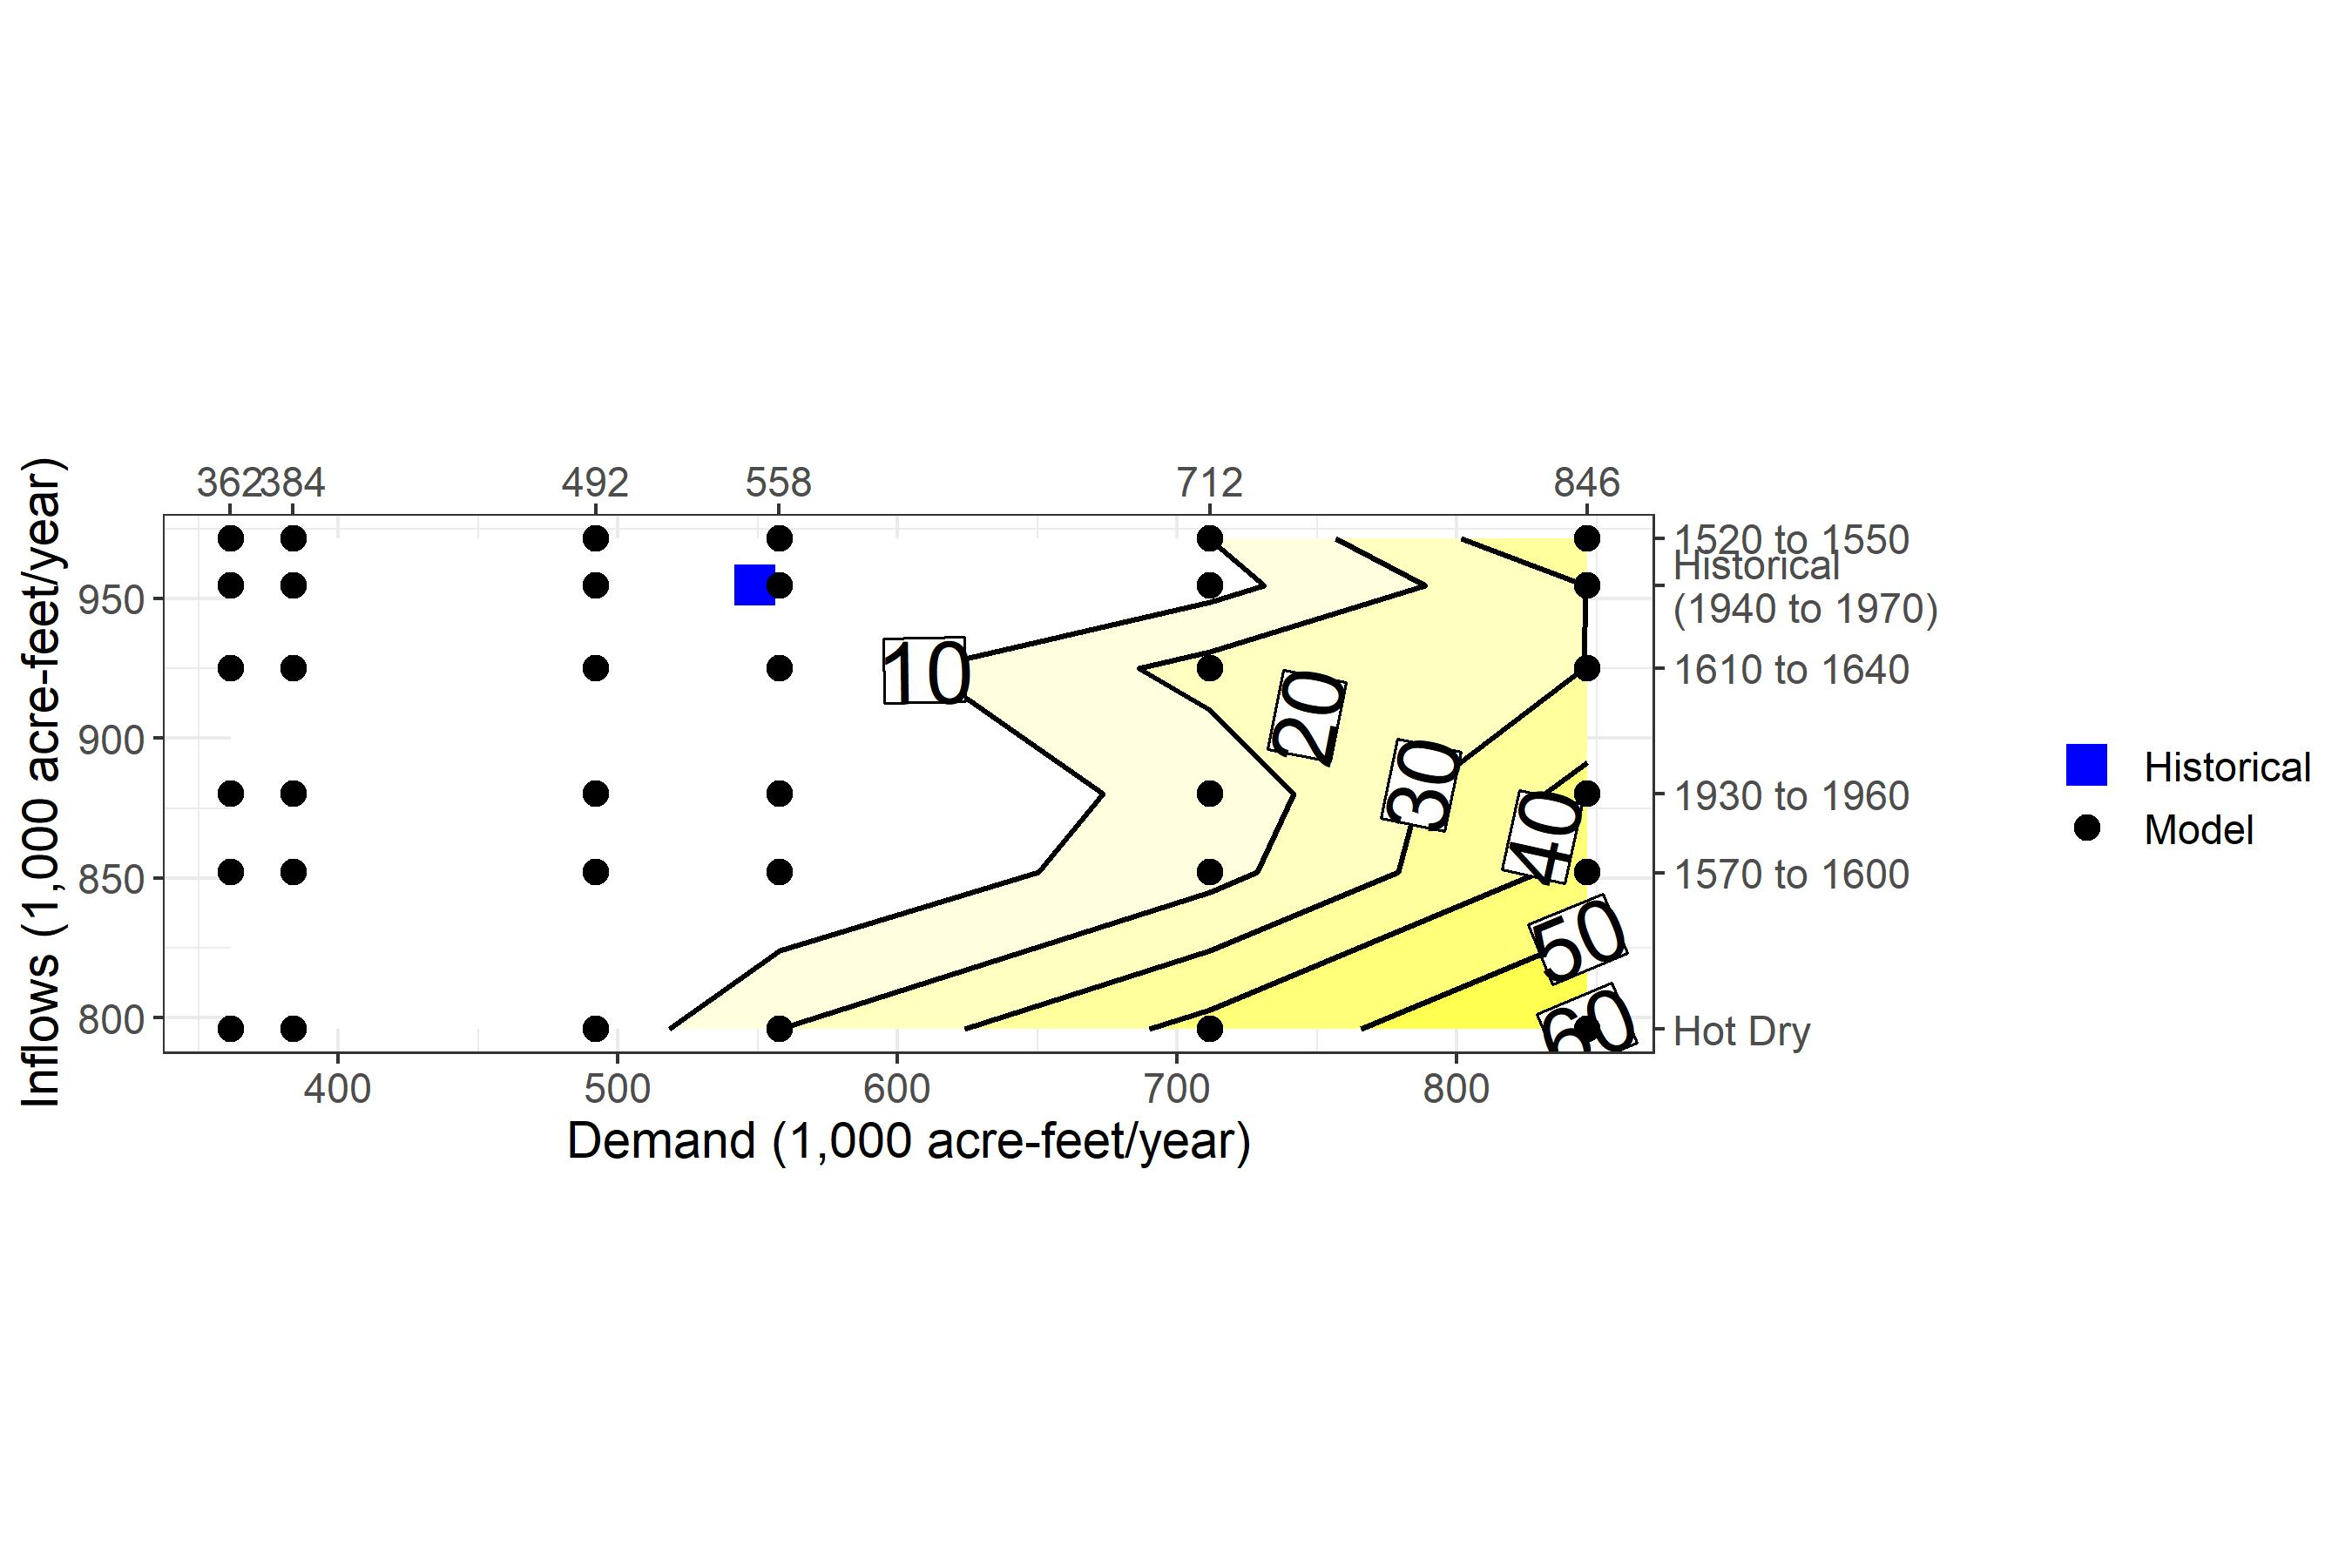 362 384 492 558 712 846
Inflows (1,000 acre-feet/year)
950
900
850
800
1520 to 1550
Historical
(1940 to 1970)
1610 to 1640
1930 to 1960
1570 to 1600
Hot Dry
10
20
30
40
50
60
400 500 600 700 800
Demand (1,000 acre-feet/year)
Historical
Model